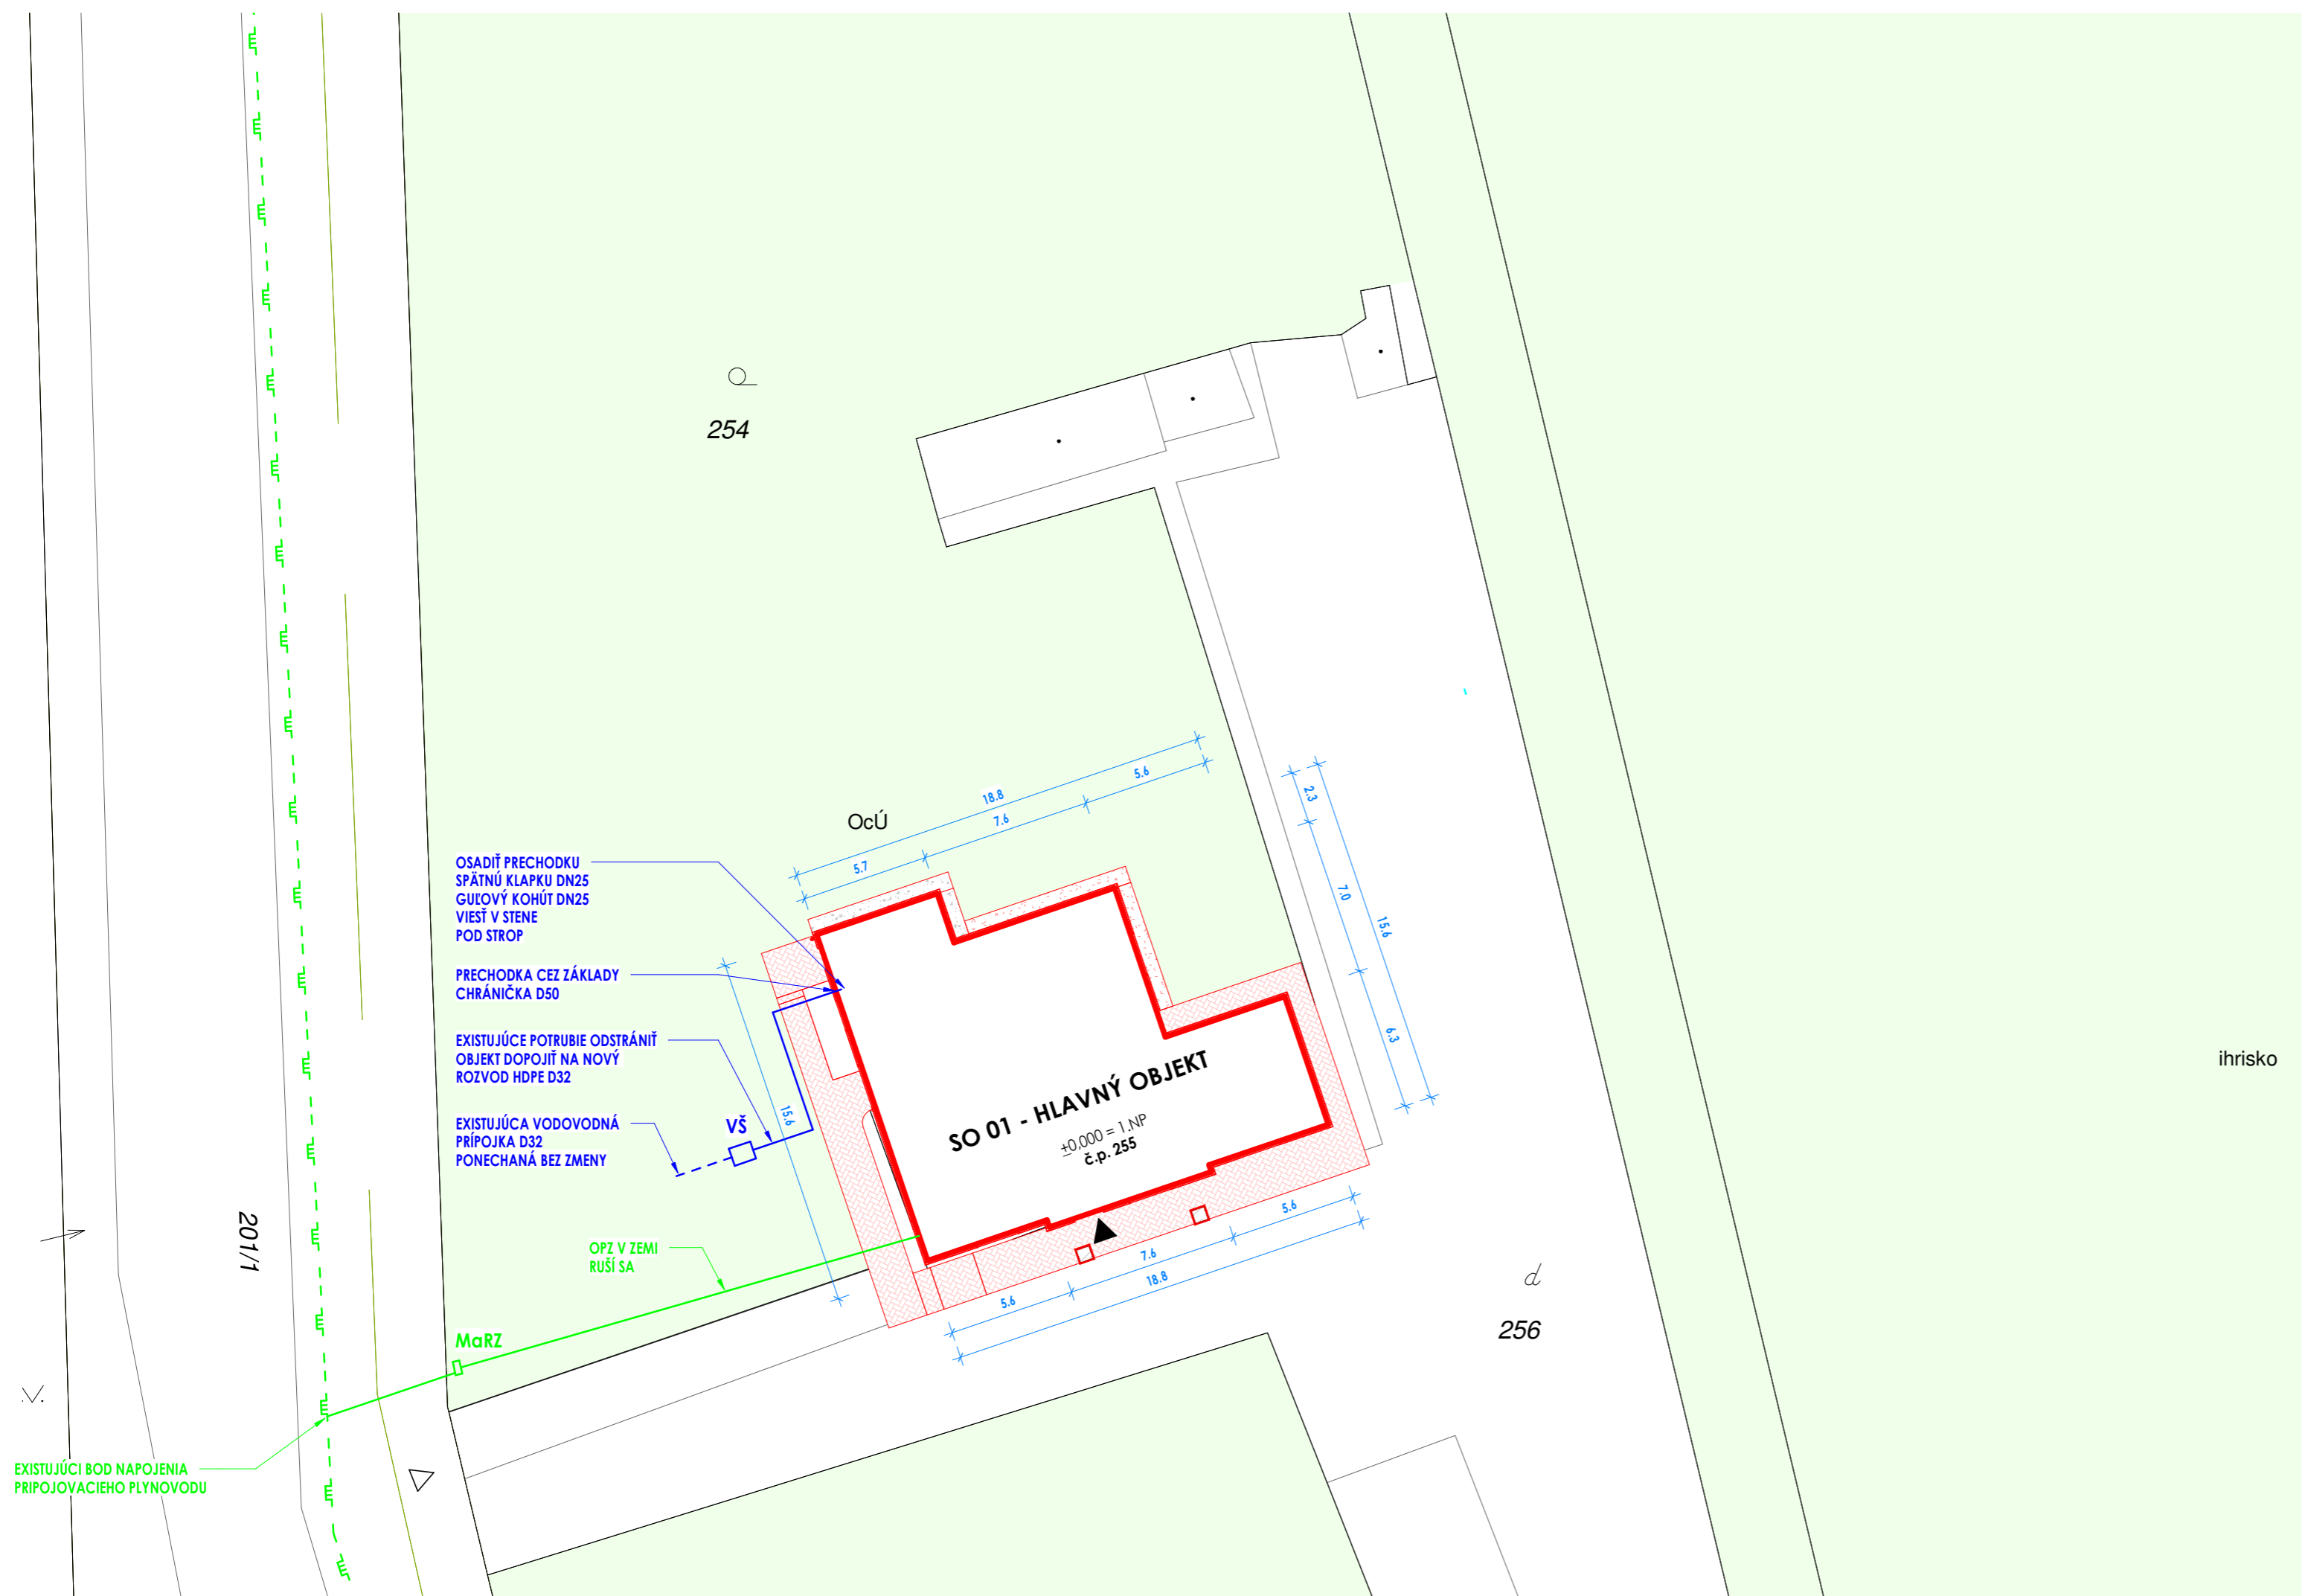 254
OcÚ
18.8
5.6
7.6
5.7
2.3
7.0
15.6
6.3
OSADIŤ PRECHODKU
SPÄTNÚ KLAPKU DN25
GUĽOVÝ KOHÚT DN25
VIESŤ V STENE
POD STROP
PRECHODKA CEZ ZÁKLADY
CHRÁNIČKA D50
EXISTUJÚCE POTRUBIE ODSTRÁNIŤ
OBJEKT DOPOJIŤ NA NOVÝ
ROZVOD HDPE D32
EXISTUJÚCA VODOVODNÁ
PRÍPOJKA D32
PONECHANÁ BEZ ZMENY
VŠ
15.6
SO 01 - HLAVNÝ OBJEKT
±0,000 = 1.NP
č.p. 255
ihrisko
201/1
OPZ V ZEMI
RUŠÍ SA
5.6
7.6
18.8
5.6
256
MaRZ
EXISTUJÚCI BOD NAPOJENIA
PRIPOJOVACIEHO PLYNOVODU